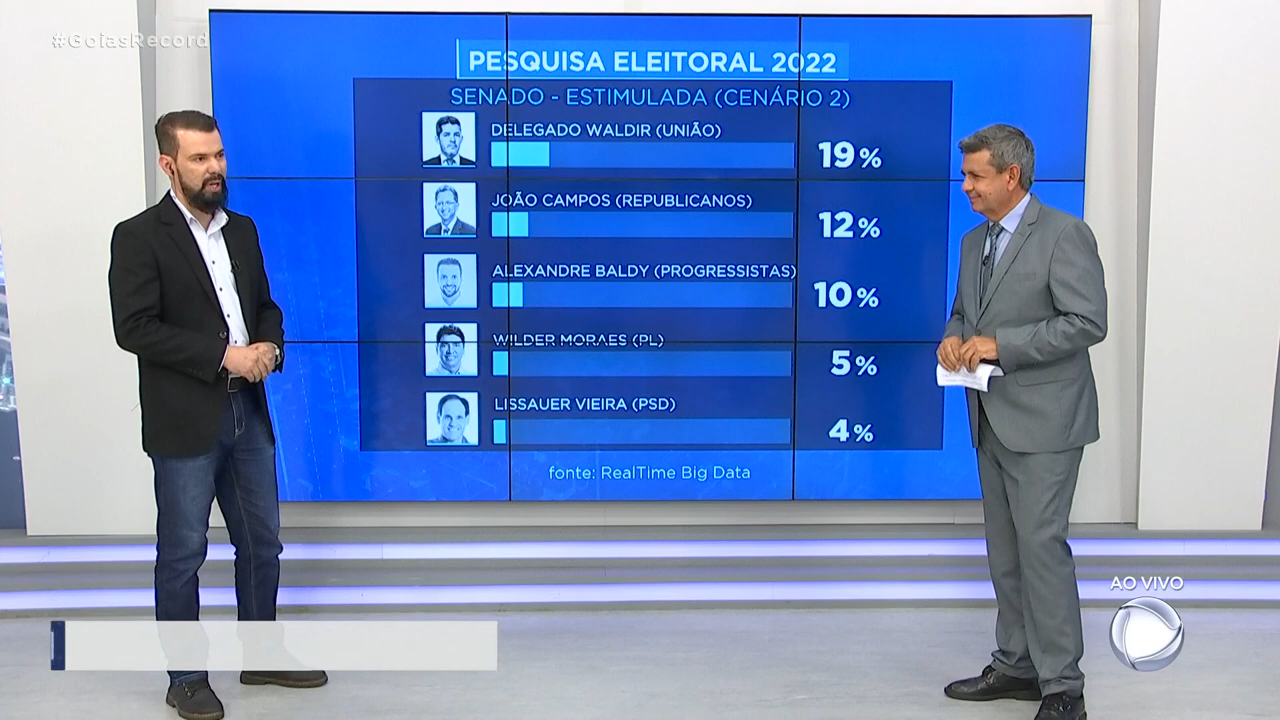 #GoiasRecord
PESQUISA ELEITORAL 2022
SENADO - ESTIMULADA (CENÁRIO 2)
DELEGADO WALDIR (UNIÃO)
19%
JOÃO CAMPOS (REPUBLICANOS)
12%
ALEXANDRE BALDY (PROGRESSISTAS)
10%
WILDER MORAES (PL)
5%
LISSAUER VIEIRA (PSD)
4%
fonte: RealTime Big Data
AO VIVO